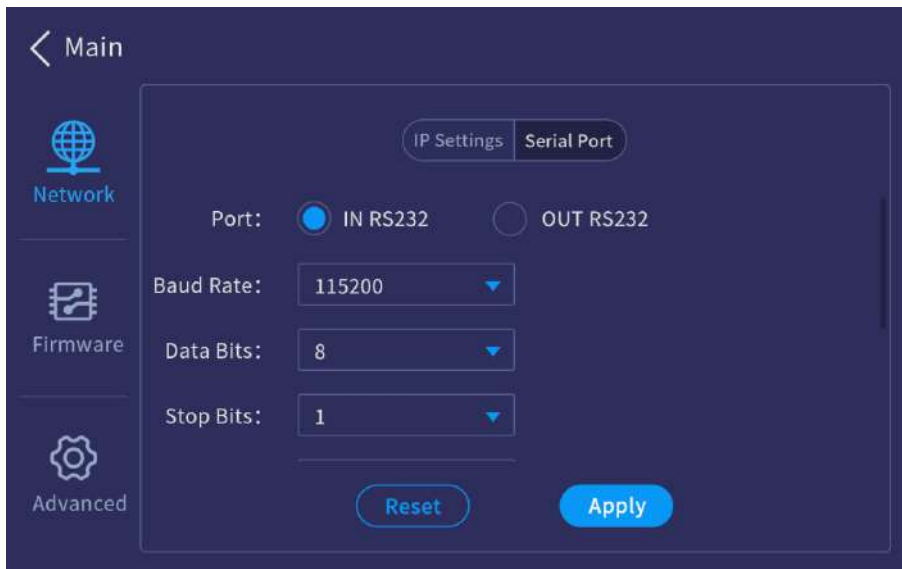 Main
Network
Firmware
Advanced
IP Settings Serial Port
Port: IN RS232 OUT RS232
Baud Rate: 115200
Data Bits: 8
Stop Bits: 1
Reset Apply